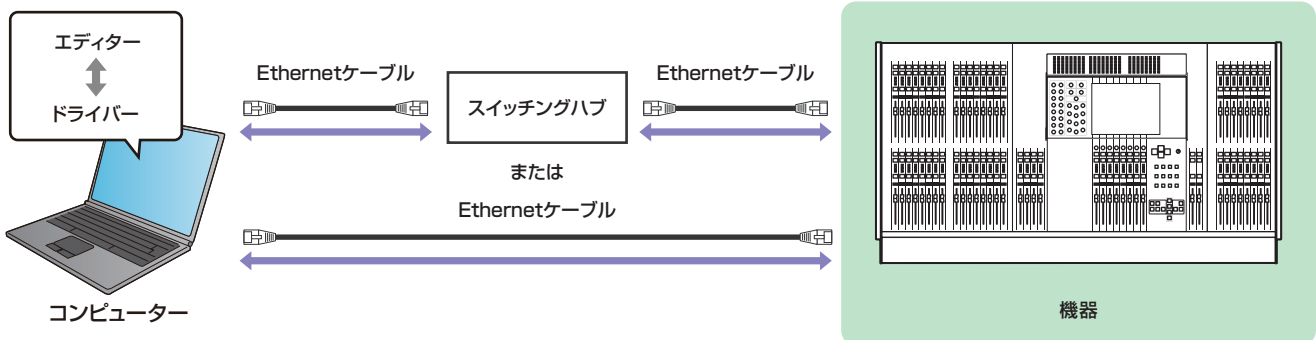 エディター
ドライバー
コンピューター
Ethernetケーブル
スイッチングハブ
Ethernetケーブル
または
Ethernetケーブル
機器